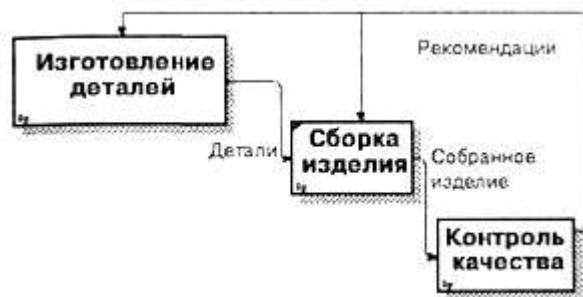 Рекомендации
Изготовление
деталей
Детали
Сборка
изделия
Собранное
изделие
Контроль
качества